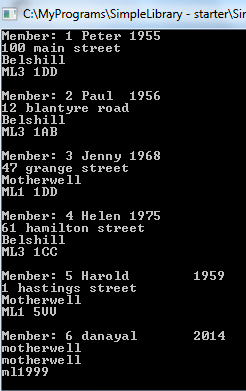 C:\MyPrograms\SimpleLibrary - starter\Sir
Member: 1 Peter 1955
100 main street
Belshill
ML3 1DD
Member: 2 Paul 1956
12 blantyre road
Belshill
ML3 1AB
Member: 3 Jenny 1968
47 grange street
Motherwell
ML1 1DD
Member: 4 Helen 1975
61 hamilton street
Belshill
ML3 1CC
Member: 5 Harold 1959
1 hastings street
Motherwell
ML1 5VV
Member: 6 danayal 2014
motherwell
motherwell
ml1999